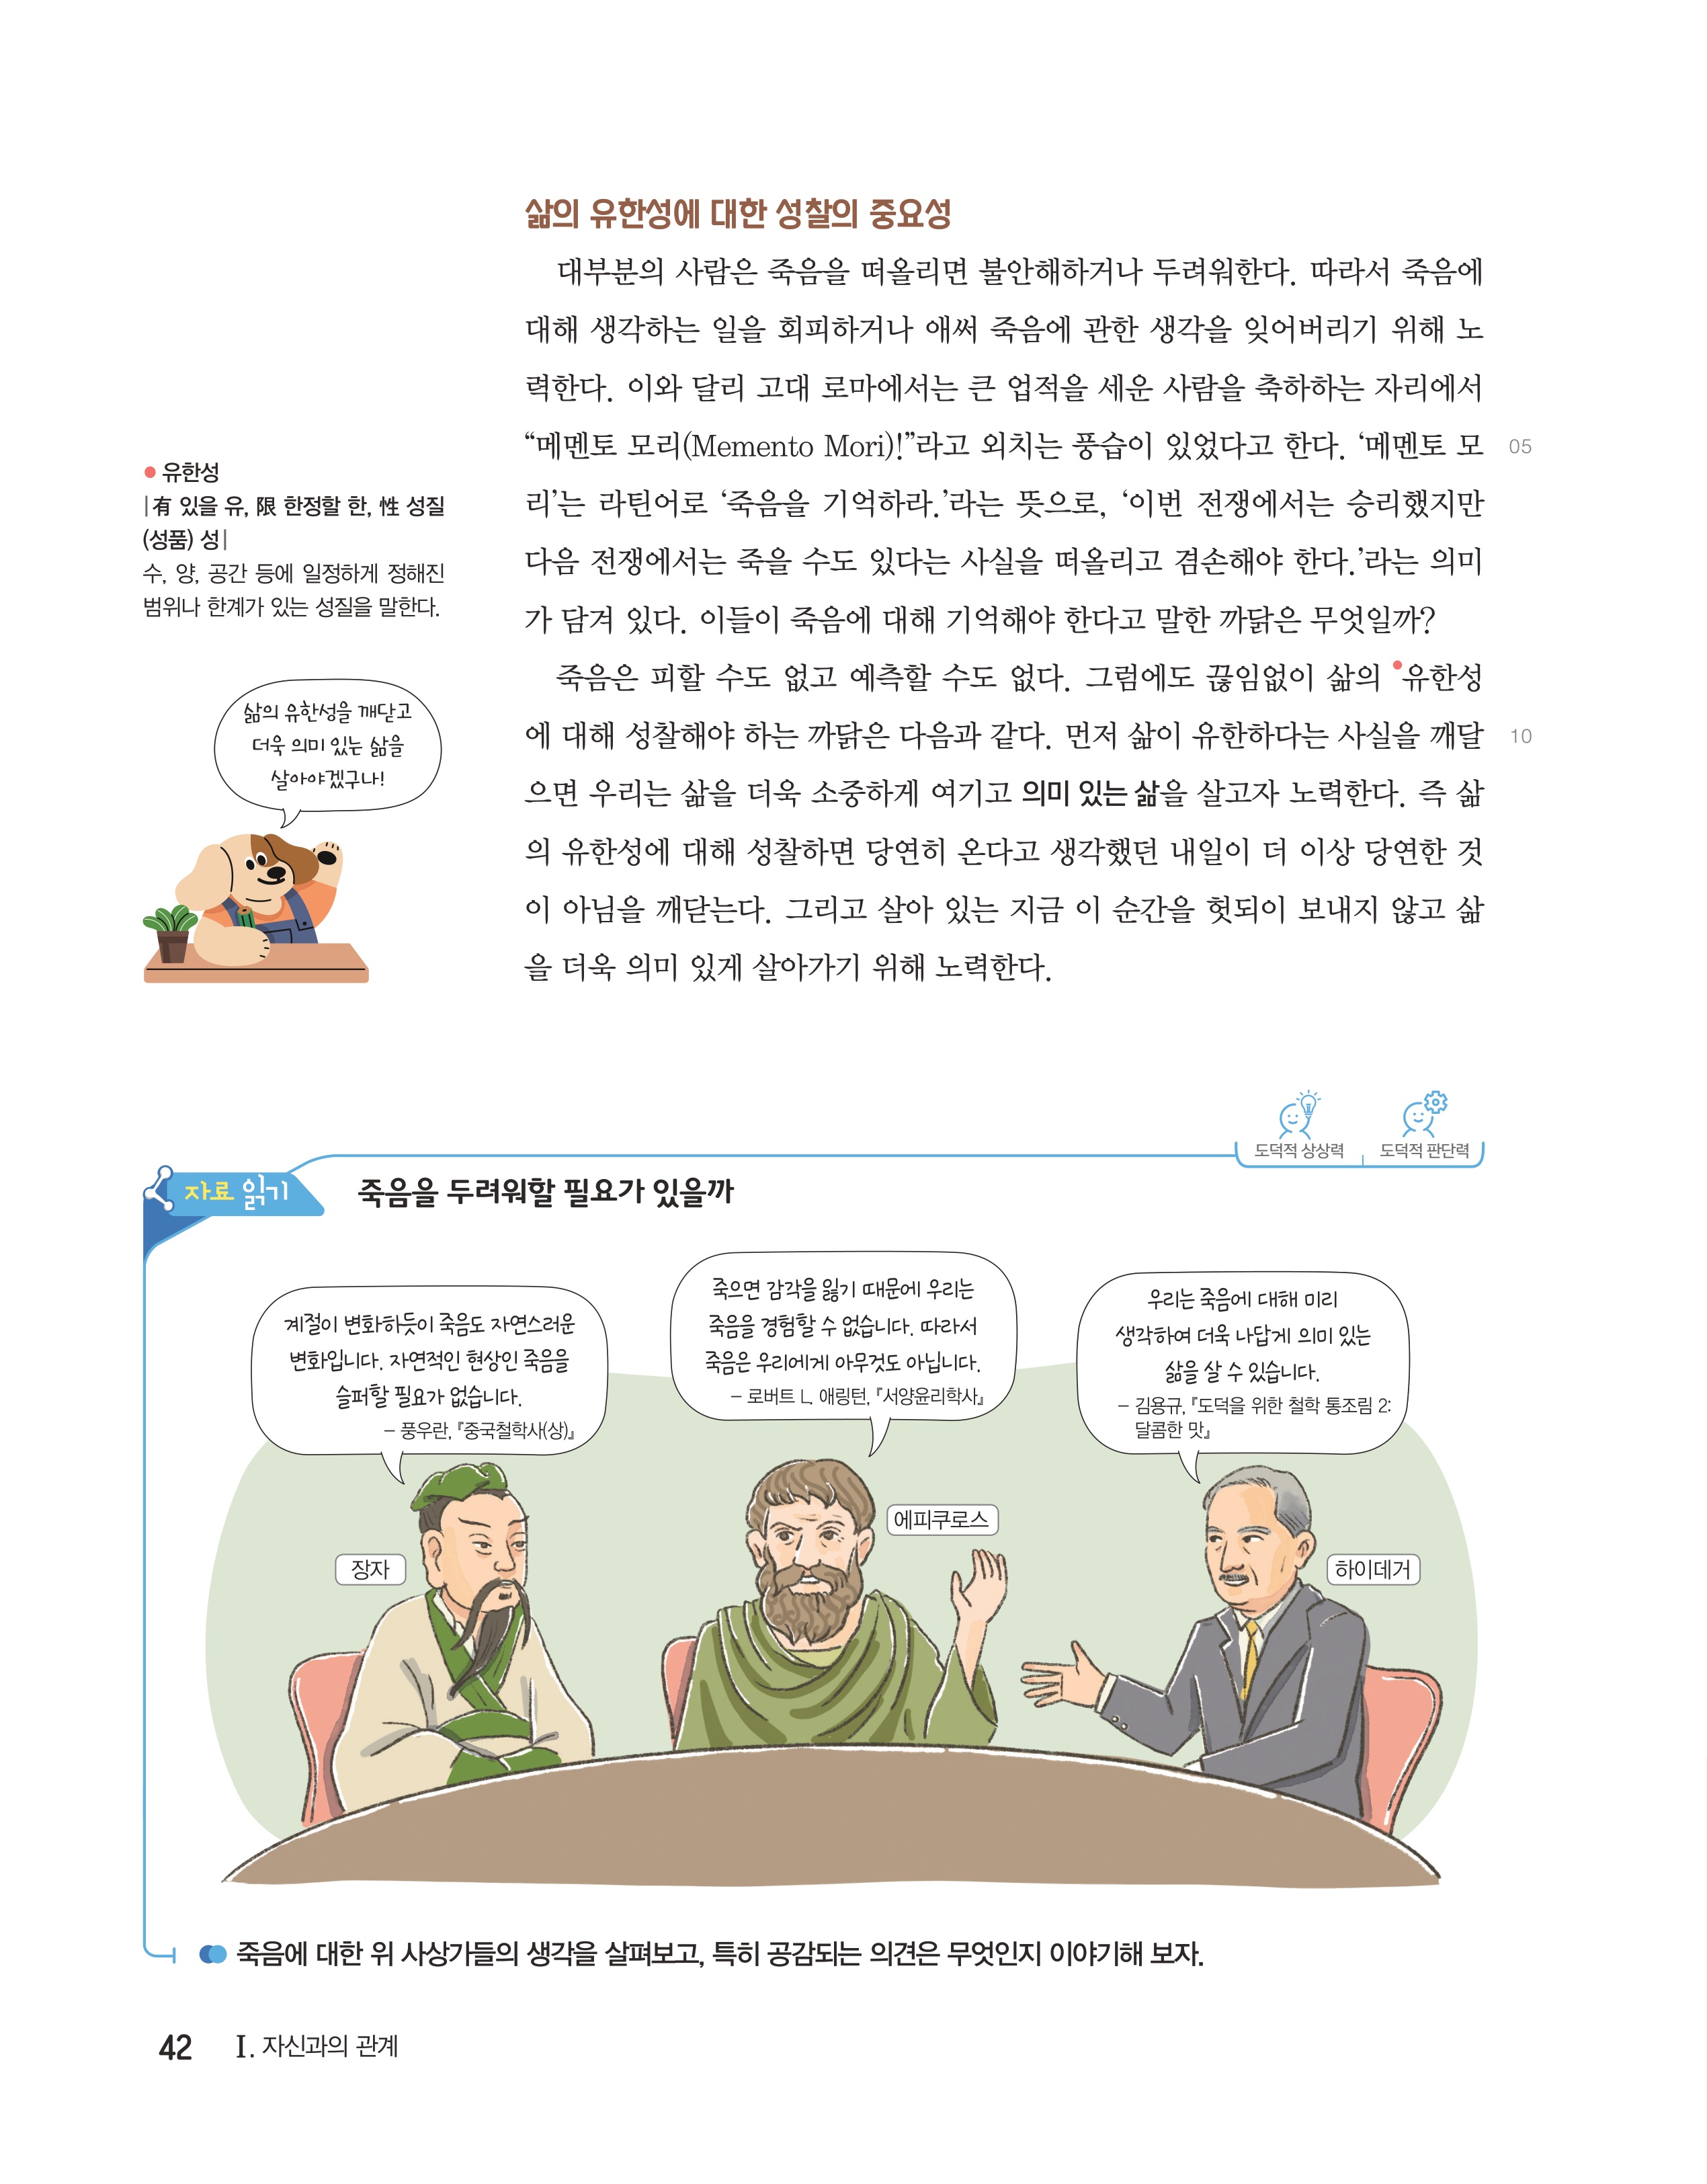 삶의 유한성에 대한 성찰의 중요성
대부분의 사람은 죽음을 떠올리면 불안해하거나 두려워한다. 따라서 죽음에
대해 생각하는 일을 회피하거나 애써 죽음에 관한 생각을 잊어버리기 위해 노
력한다. 이와 달리 고대 로마에서는 큰 업적을 세운 사람을 축하하는 자리에서
“메멘토 모리(Memento Mori)!”라고 외치는 풍습이 있었다고 한다. ‘메멘토 모
05
리’는 라틴어로 ‘죽음을 기억하라.’라는 뜻으로, ‘이번 전쟁에서는 승리했지만
다음 전쟁에서는 죽을 수도 있다는 사실을 떠올리고 겸손해야 한다.’라는 의미
가 담겨 있다. 이들이 죽음에 대해 기억해야 한다고 말한 까닭은 무엇일까?
죽음은 피할 수도 없고 예측할 수도 없다. 그럼에도 끊임없이 삶의 유한성
에 대해 성찰해야 하는 까닭은 다음과 같다. 먼저 삶이 유한하다는 사실을 깨달
10
으면 우리는 삶을 더욱 소중하게 여기고 의미 있는 삶을 살고자 노력한다. 즉 삶
의 유한성에 대해 성찰하면 당연히 온다고 생각했던 내일이 더 이상 당연한 것
이 아님을 깨닫는다. 그리고 살아 있는 지금 이 순간을 헛되이 보내지 않고 삶
을 더욱 의미 있게 살아가기 위해 노력한다.
유한성
|有 있을 유, 限 한정할 한, 性 성질
(성품) 성|
수, 양, 공간 등에 일정하게 정해진
범위나 한계가 있는 성질을 말한다.
삶의 유한성을 깨닫고
더욱 의미 있는 삶을
살아야겠구나!
도덕적 상상력
도덕적 판단력
자료 읽기
죽음을 두려워할 필요가 있을까
계절이 변화하듯이 죽음도 자연스러운
변화입니다. 자연적인 현상인 죽음을
슬퍼할 필요가 없습니다.
– 풍우란, 『중국철학사(상)』
죽으면 감각을 잃기 때문에 우리는
죽음을 경험할 수 없습니다. 따라서
죽음은 우리에게 아무것도 아닙니다.
– 로버트 L. 애링턴, 『서양윤리학사』
우리는 죽음에 대해 미리
생각하여 더욱 나답게 의미 있는
삶을 살 수 있습니다.
– 김용규, 『도덕을 위한 철학 통조림 2:
달콤한 맛』
장자
에피쿠로스
하이데거
죽음에 대한 위 사상가들의 생각을 살펴보고, 특히 공감되는 의견은 무엇인지 이야기해 보자.
42
Ⅰ. 자신과의 관계